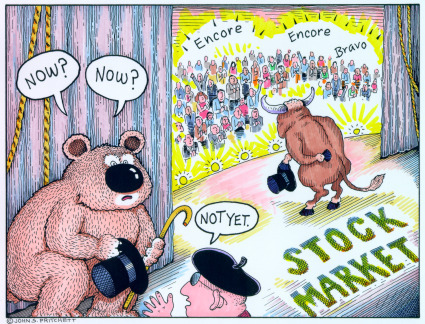 Encore
Encore
Bravo
NOW?
NOW?
NOT YET.
STOCK
MARKET
© JOHN S. PRITCHETT